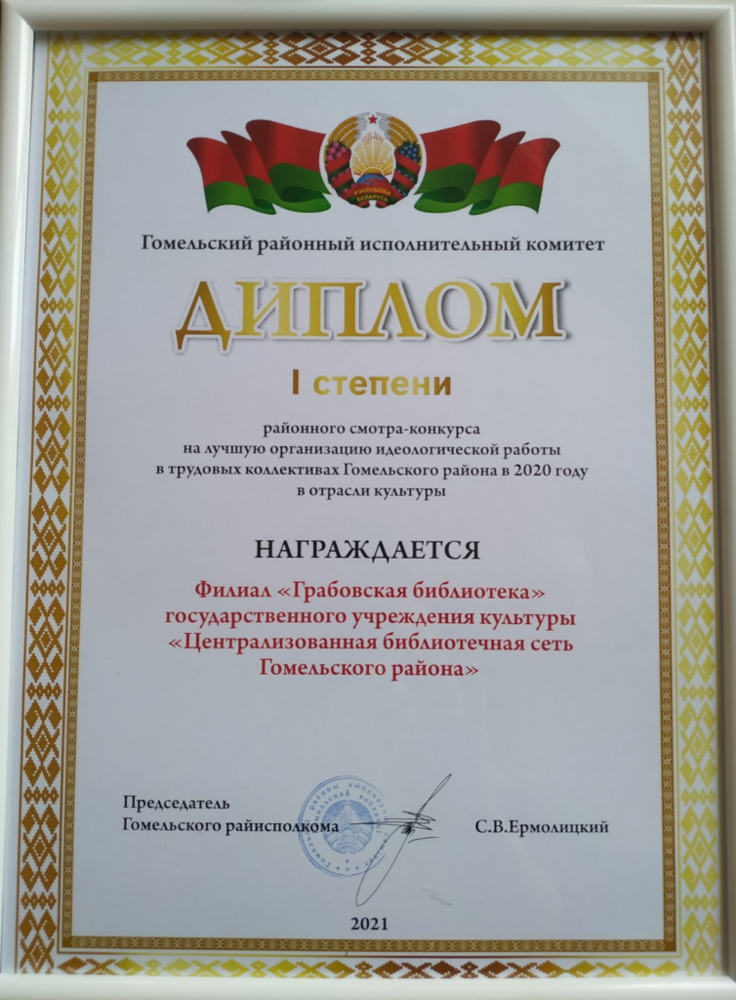 РЭСПУБЛІКА
БЕЛАРУСЬ
Гомельский районный исполнительный комитет
ДИПЛОМ
I степени
районного смотра-конкурса
на лучшую организацию идеологической работы
в трудовых коллективах Гомельского района в 2020 году
в отрасли культуры
НАГРАЖДАЕТСЯ
Филиал «Грабовская библиотека»
государственного учреждения культуры
«Централизованная библиотечная сеть
Гомельского района»
Председатель
Гомельского райисполкома
С.В.Ермолицкий
2021